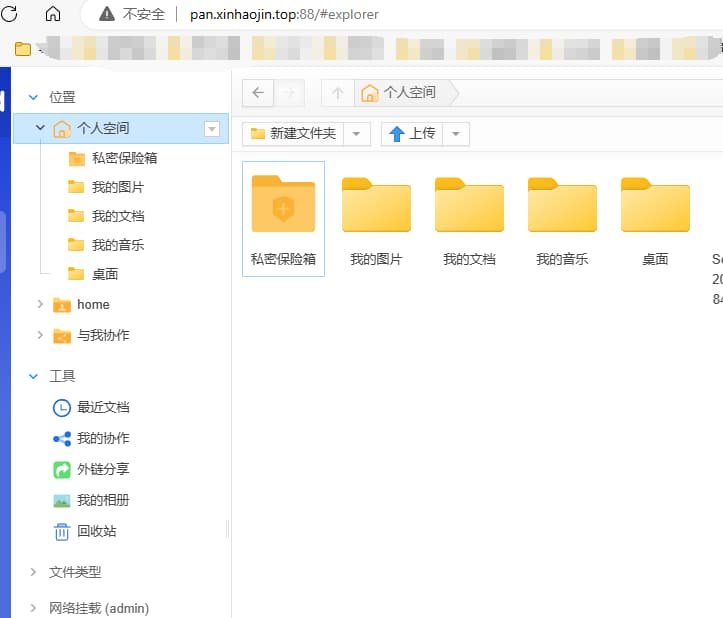 不安全 pan.xinhaojin.top:88/#explorer
位置
个人空间
私密保险箱
我的图片
我的文档
我的音乐
桌面
home
与我协作
工具
最近文档
我的协作
外链分享
我的相册
回收站
文件类型
网络挂载 (admin)
个人空间
新建文件夹 上传
私密保险箱 我的图片 我的文档 我的音乐 桌面
20
84